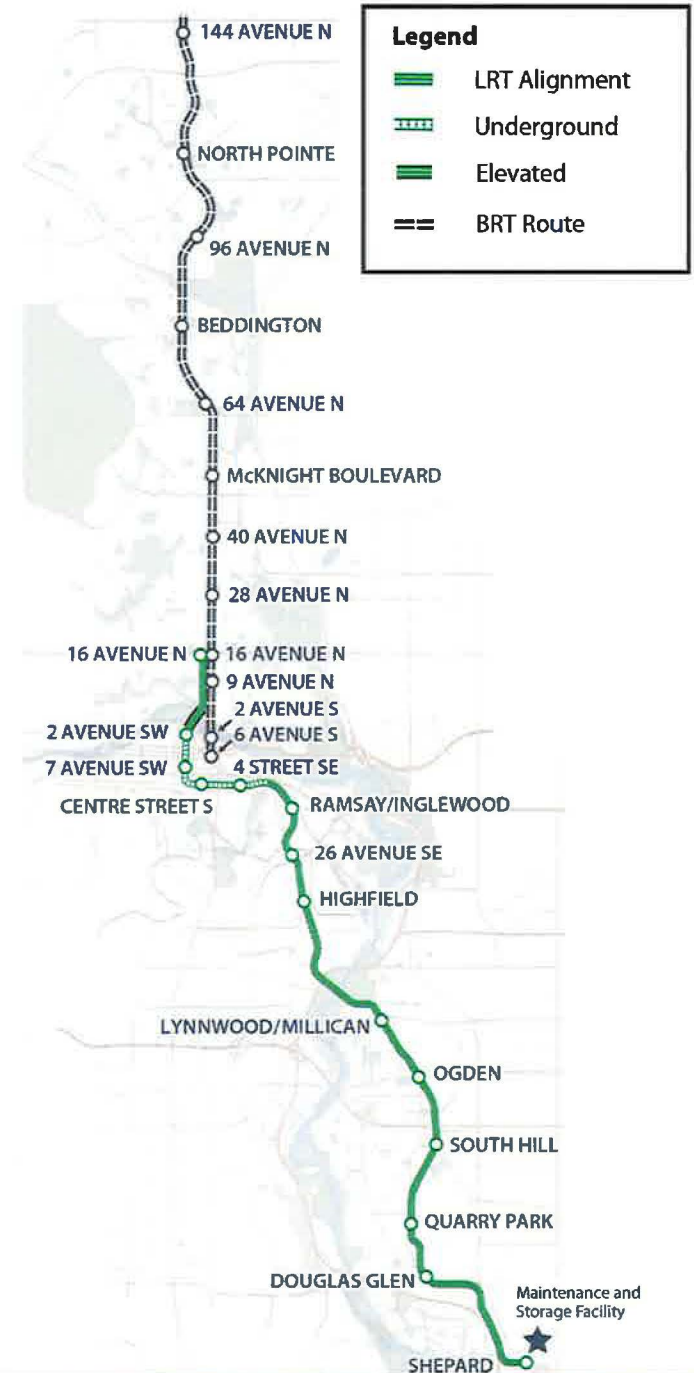 144 AVENUE N
Legend
LRT Alignment
Underground
Elevated
BRT Route
NORTH POINTE
96 AVENUE N
BEDDINGTON
64 AVENUE N
McKNIGHT BOULEVARD
40 AVENUE N
28 AVENUE N
16 AVENUE N
16 AVENUE N
9 AVENUE N
2 AVENUE S
2 AVENUE SW
6 AVENUE S
7 AVENUE SW
4 STREET SE
CENTRE STREET S
RAMSAY/INGLEWOOD
26 AVENUE SE
HIGHFIELD
LYNNWOOD/MILLICAN
OGDEN
SOUTH HILL
QUARRY PARK
DOUGLAS GLEN
Maintenance and
Storage Facility
SHEPARD